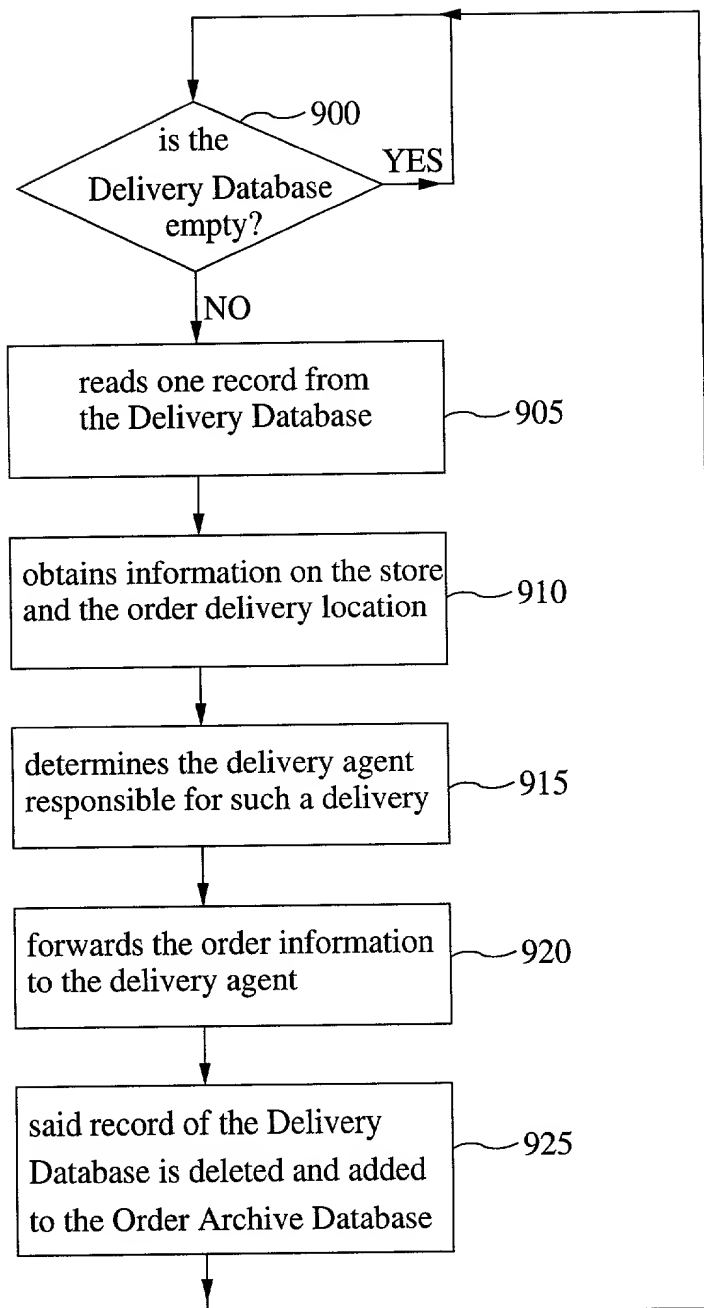 900
is the
Delivery Database
empty?
YES
NO
reads one record from
the Delivery Database
905
obtains information on the store
and the order delivery location
910
determines the delivery agent
responsible for such a delivery
915
forwards the order information
to the delivery agent
920
said record of the Delivery
Database is deleted and added
to the Order Archive Database
925